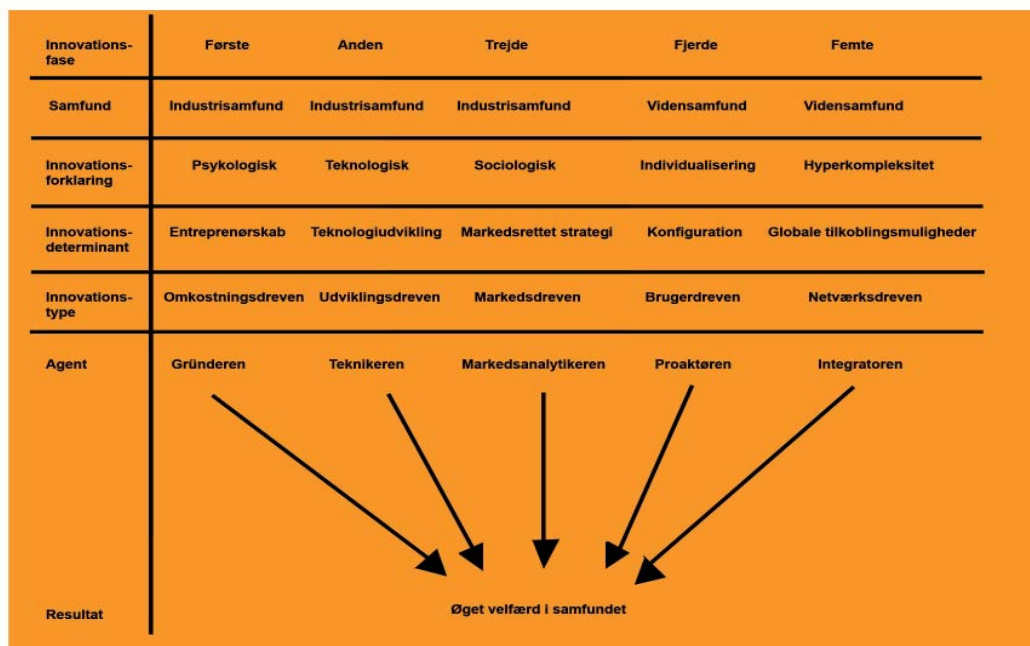 Innovations-
fase Første Anden Trejde Fjerde Femte
Samfund Industrisamfund Industrisamfund Industrisamfund Vidensamfund Vidensamfund
Innovations-
forklaring Psykologisk Teknologisk Sociologisk Individualisering Hyperkompleksitet
Innovations-
determinant Entreprenørskab Teknologiudvikling Markedsrettet strategi Konfiguration Globale tilkoblingsmuligheder
Innovations-
type Omkostningsdreven Udviklingsdreven Markedsdreven Brugerdreven Netværksdreven
Agent Gründeren Teknikeren Markedsanalytikeren Proaktøren Integratoren
Resultat Øget velfærd i samfundet